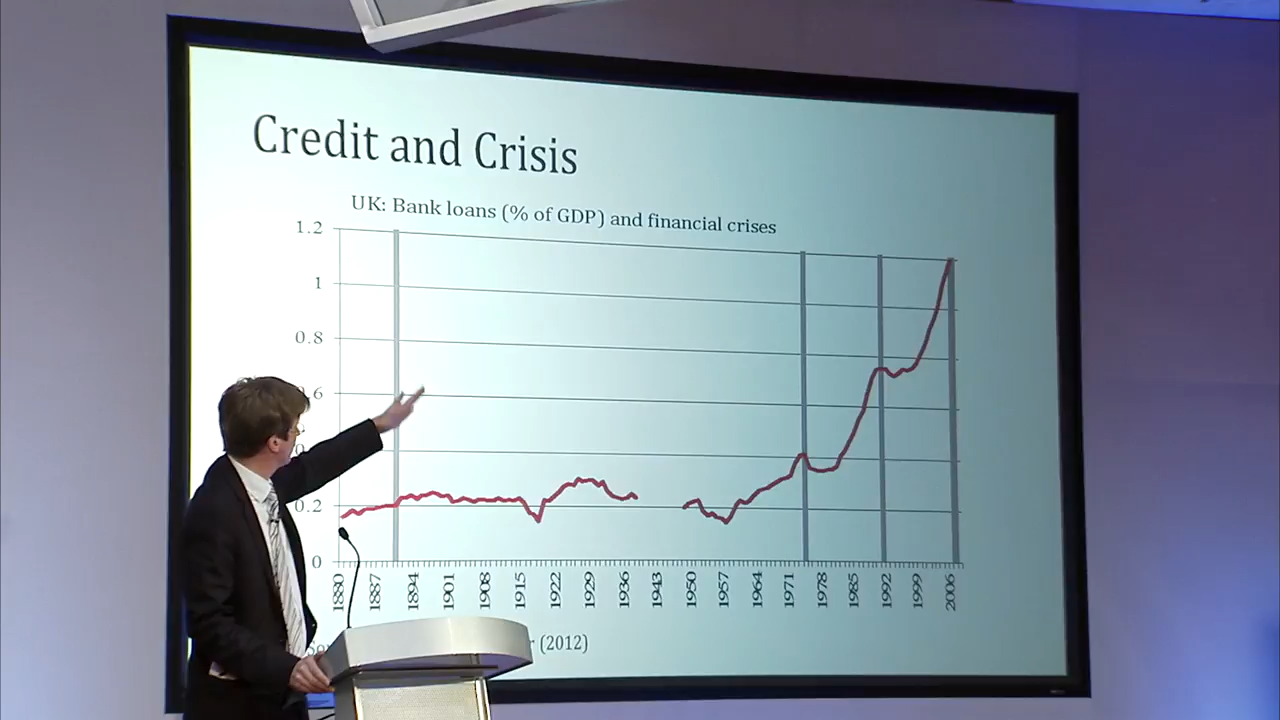 Credit and Crisis
UK: Bank loans (% of GDP) and financial crises
1.2
1
0.8
0.2
0
1880 1887 1894 1901 1908 1915 1922 1929 1936 1943 1950 1957 1964 1971 1978 1985 1992 1999 2006
(2012)